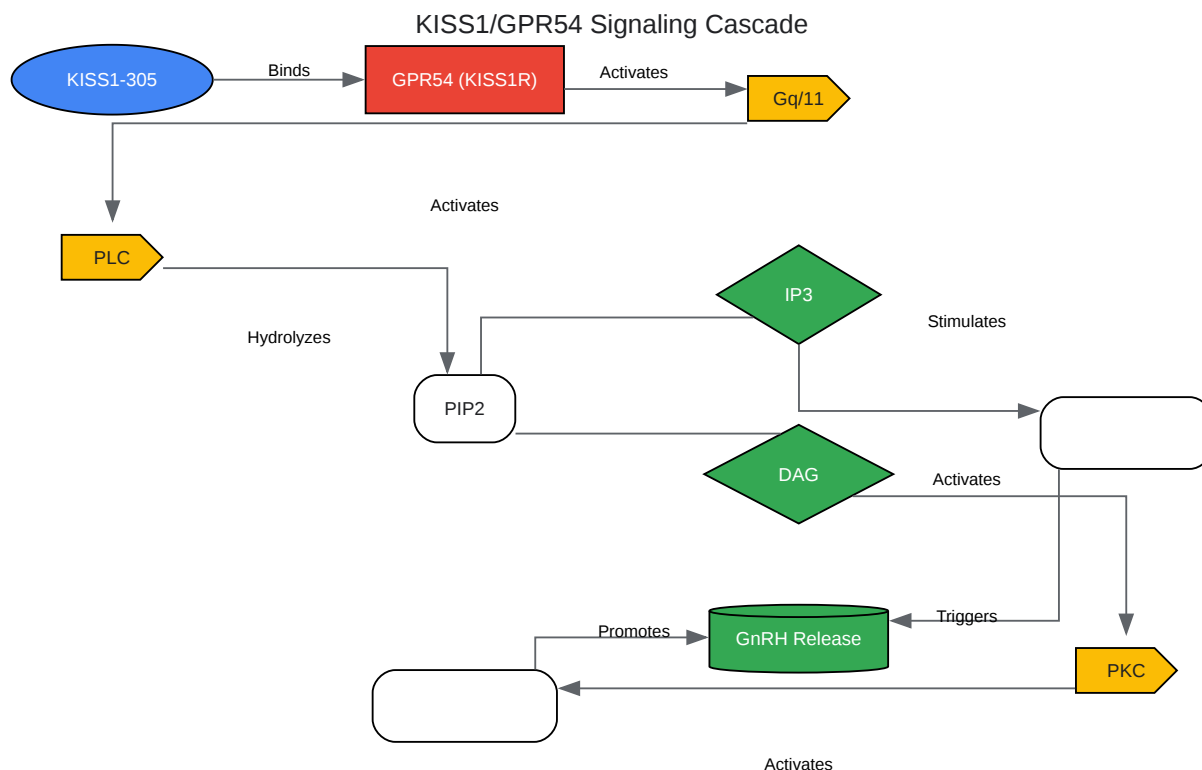 KISS1/GPR54 Signaling Cascade
KISS1-305
Binds
GPR54 (KISS1R)
Activates
Gq/11
Activates
PLC
Hydrolyzes
PIP2
IP3
Stimulates
DAG
Activates
Triggers
GnRH Release
Promotes
PKC
Activates